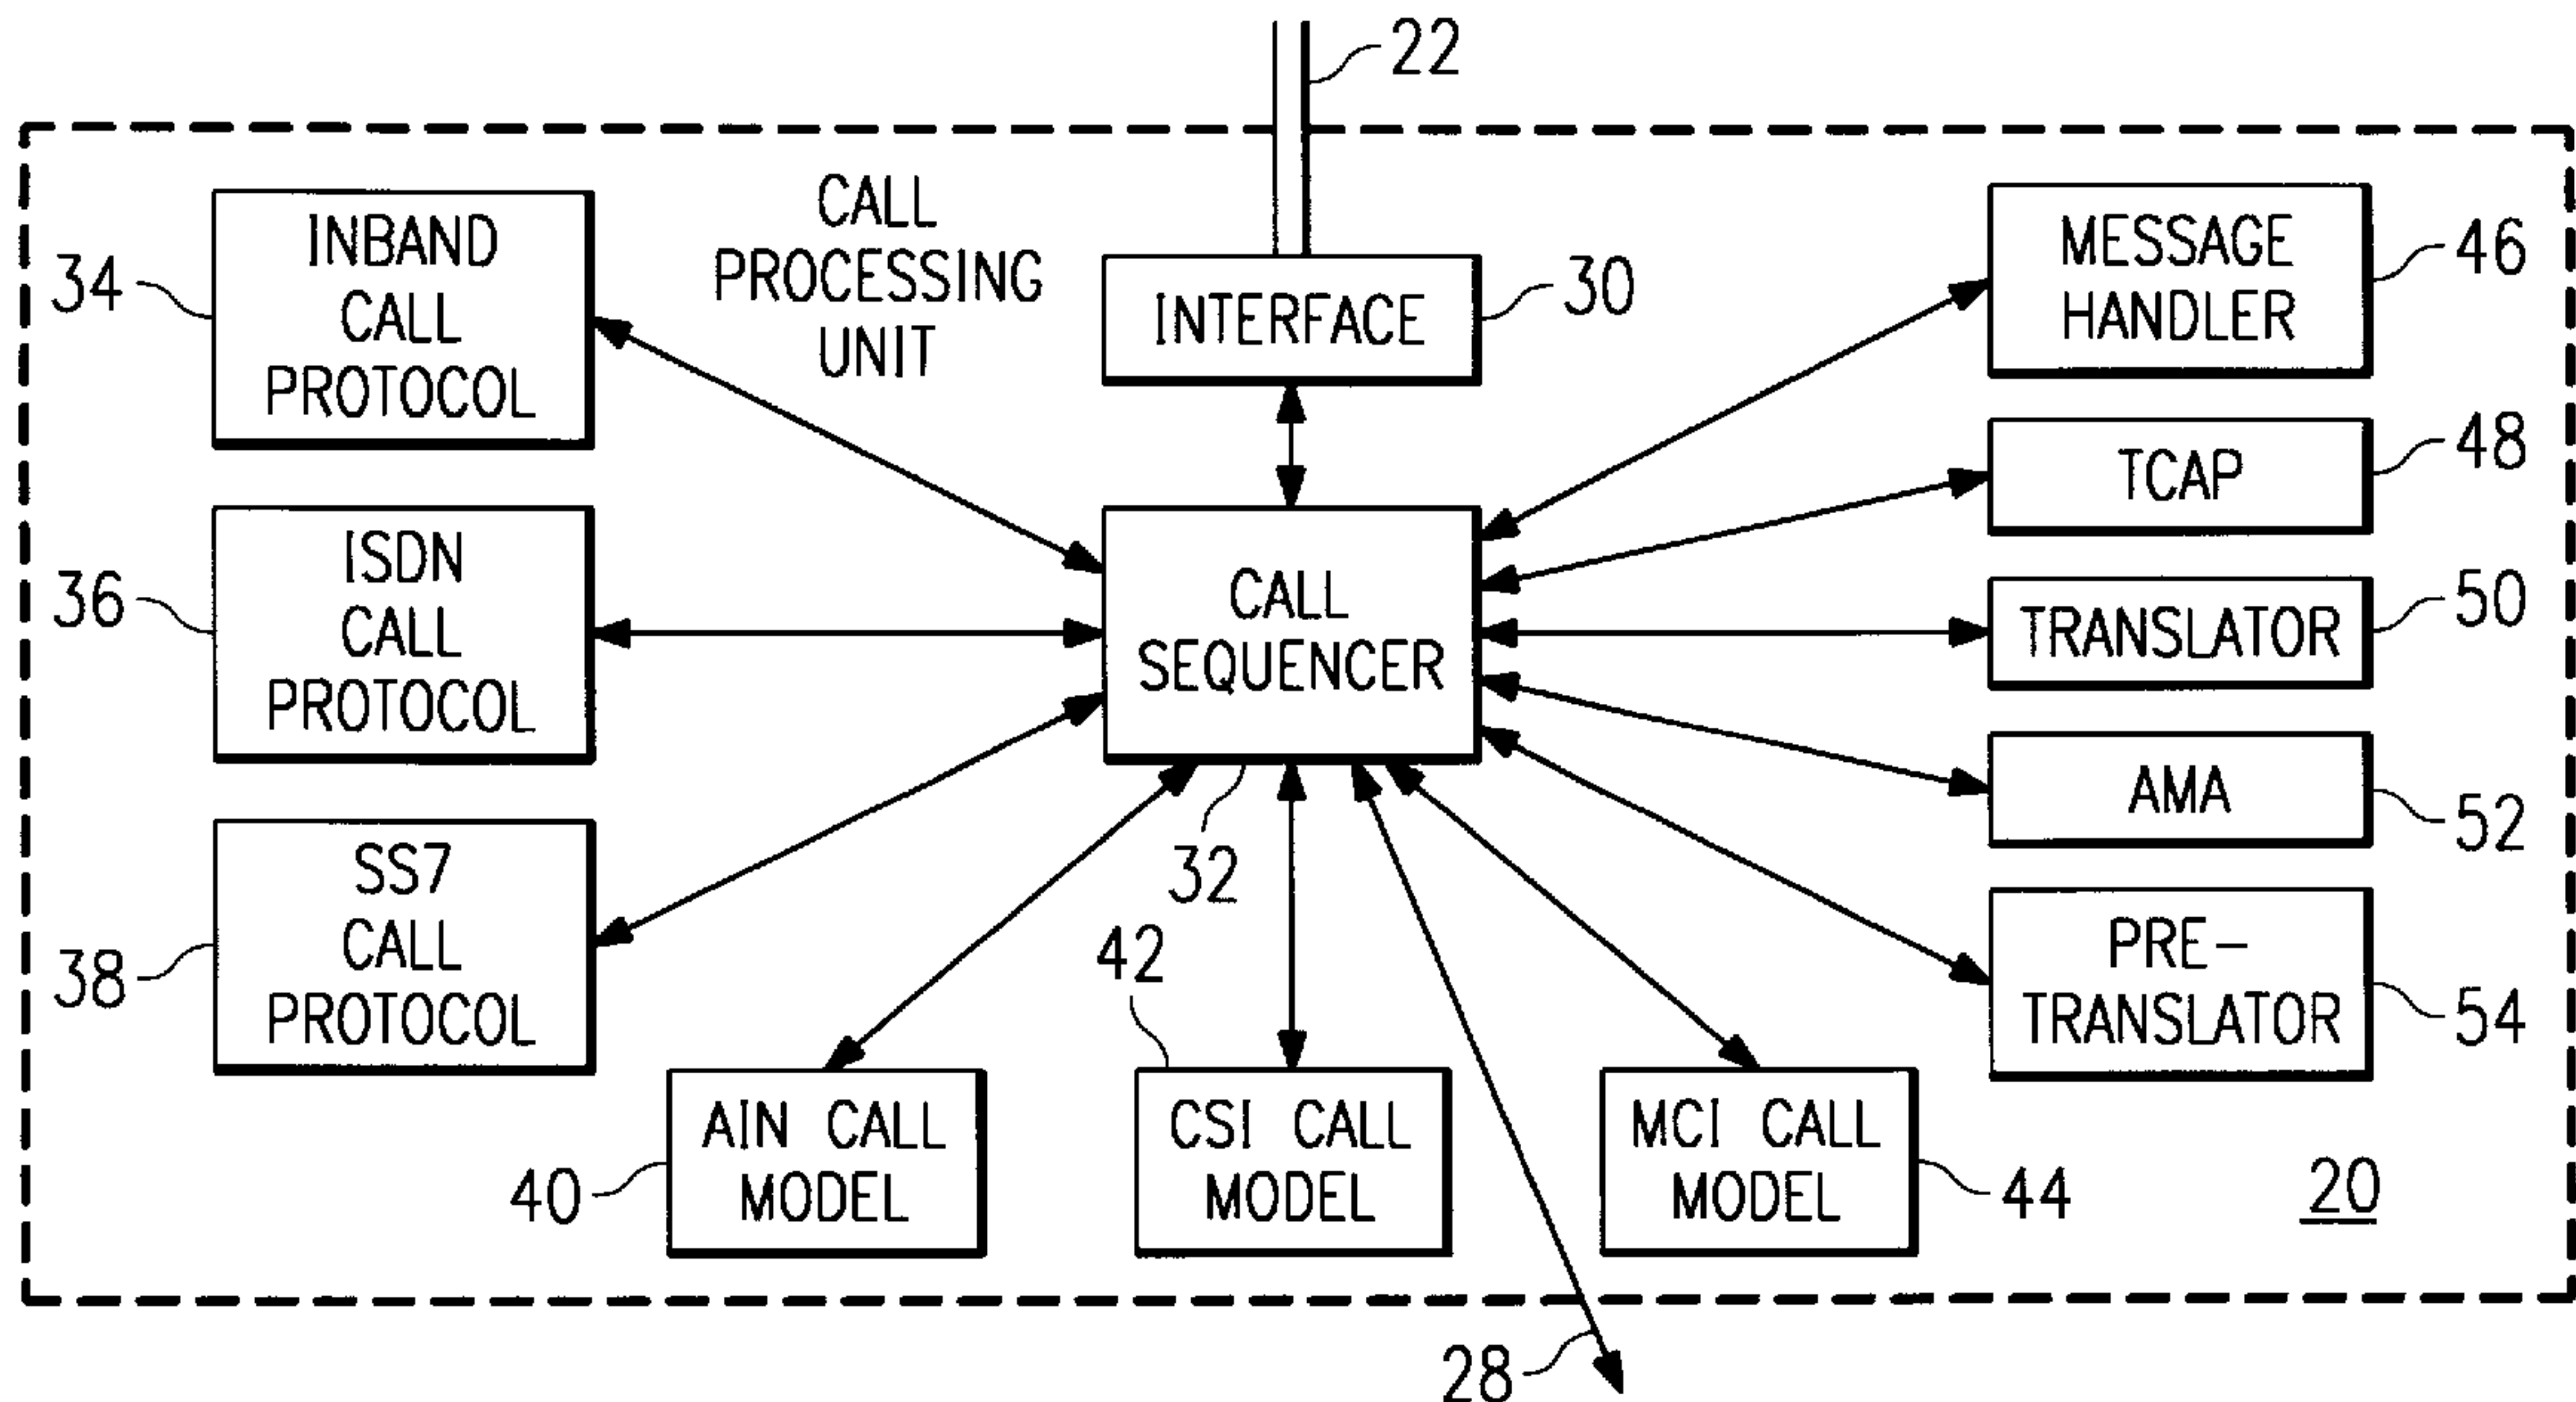 22
CALL
PROCESSING
UNIT
34
INBAND
CALL
PROTOCOL
INTERFACE
30
MESSAGE
HANDLER
46
TCAP
48
36
ISDN
CALL
PROTOCOL
CALL
SEQUENCER
32
TRANSLATOR
50
AMA
52
38
SS7
CALL
PROTOCOL
PRE-
TRANSLATOR
54
40
AIN CALL
MODEL
42
CSI CALL
MODEL
MCI CALL
MODEL
44
20
28